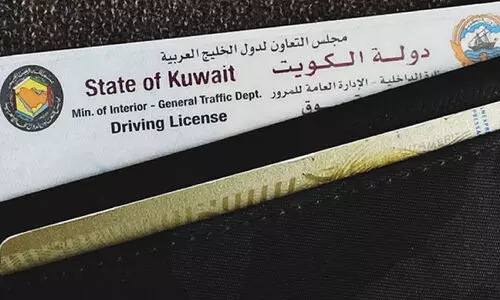 مجلس التعاون لدول الخليج العربية
State of Kuwait دولة الكويت
Min. of Interior - General Traffic Dept. الداخلية - الإدارة العامة للمرور
Driving License